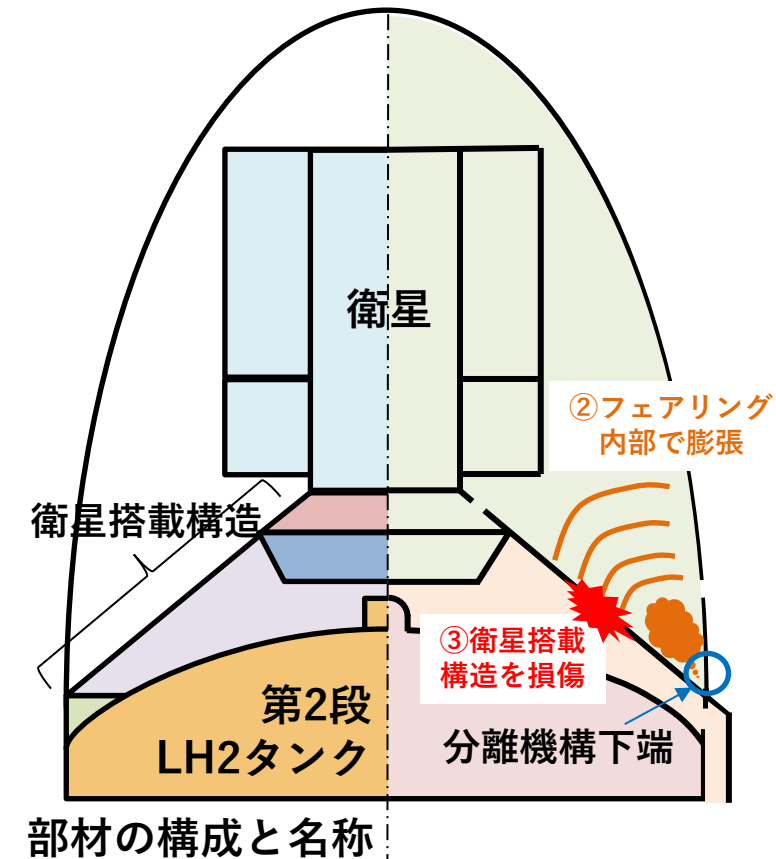 衛星
②フェアリング
内部で膨張
衛星搭載構造
③衛星搭載
構造を損傷
第2段
LH2タンク
分離機構下端
部材の構成と名称